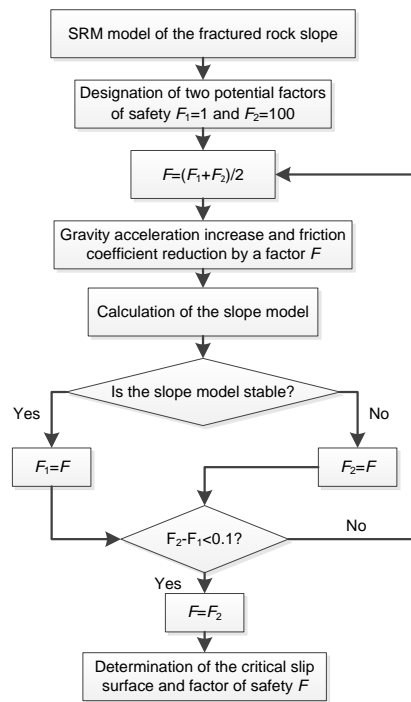 SRM model of the fractured rock slope
Designation of two potential factors
of safety F₁=1 and F₂=100
F=(F₁+F₂)/2
Gravity acceleration increase and friction
coefficient reduction by a factor F
Calculation of the slope model
Is the slope model stable?
Yes
No
F₁=F
F₂=F
F₂-F₁<0.1?
No
Yes
F=F₂
Determination of the critical slip
surface and factor of safety F